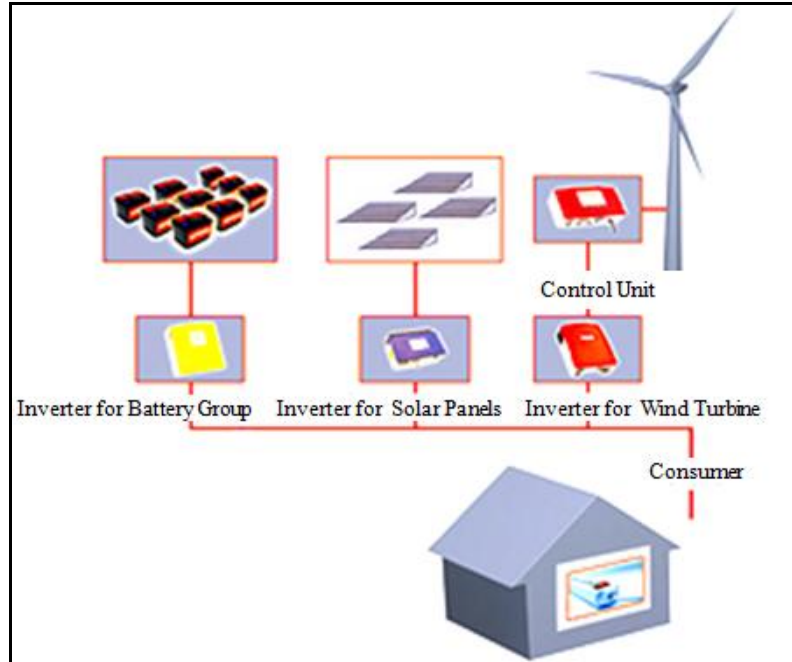 Control Unit
Inverter for Battery Group
Inverter for Solar Panels
Inverter for Wind Turbine
Consumer